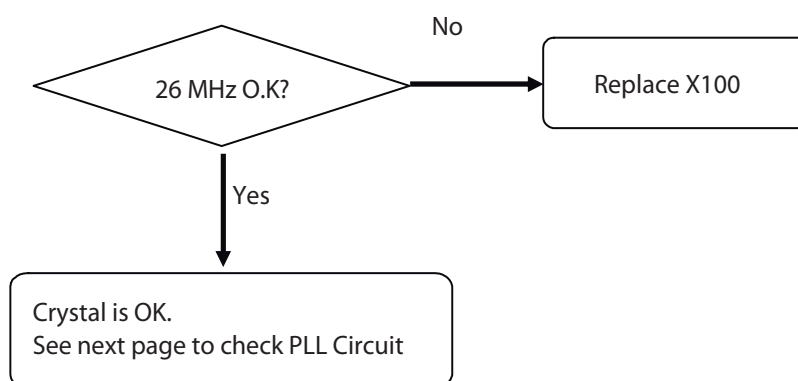 No
26 MHz O.K?
Replace X100
Yes
Crystal is OK.
See next page to check PLL Circuit